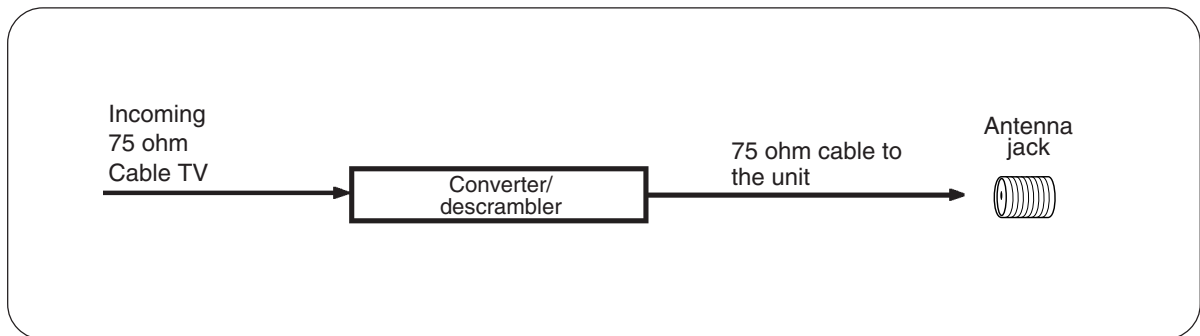 Incoming
75 ohm
Cable TV
Converter/
descrambler
75 ohm cable to
the unit
Antenna
jack